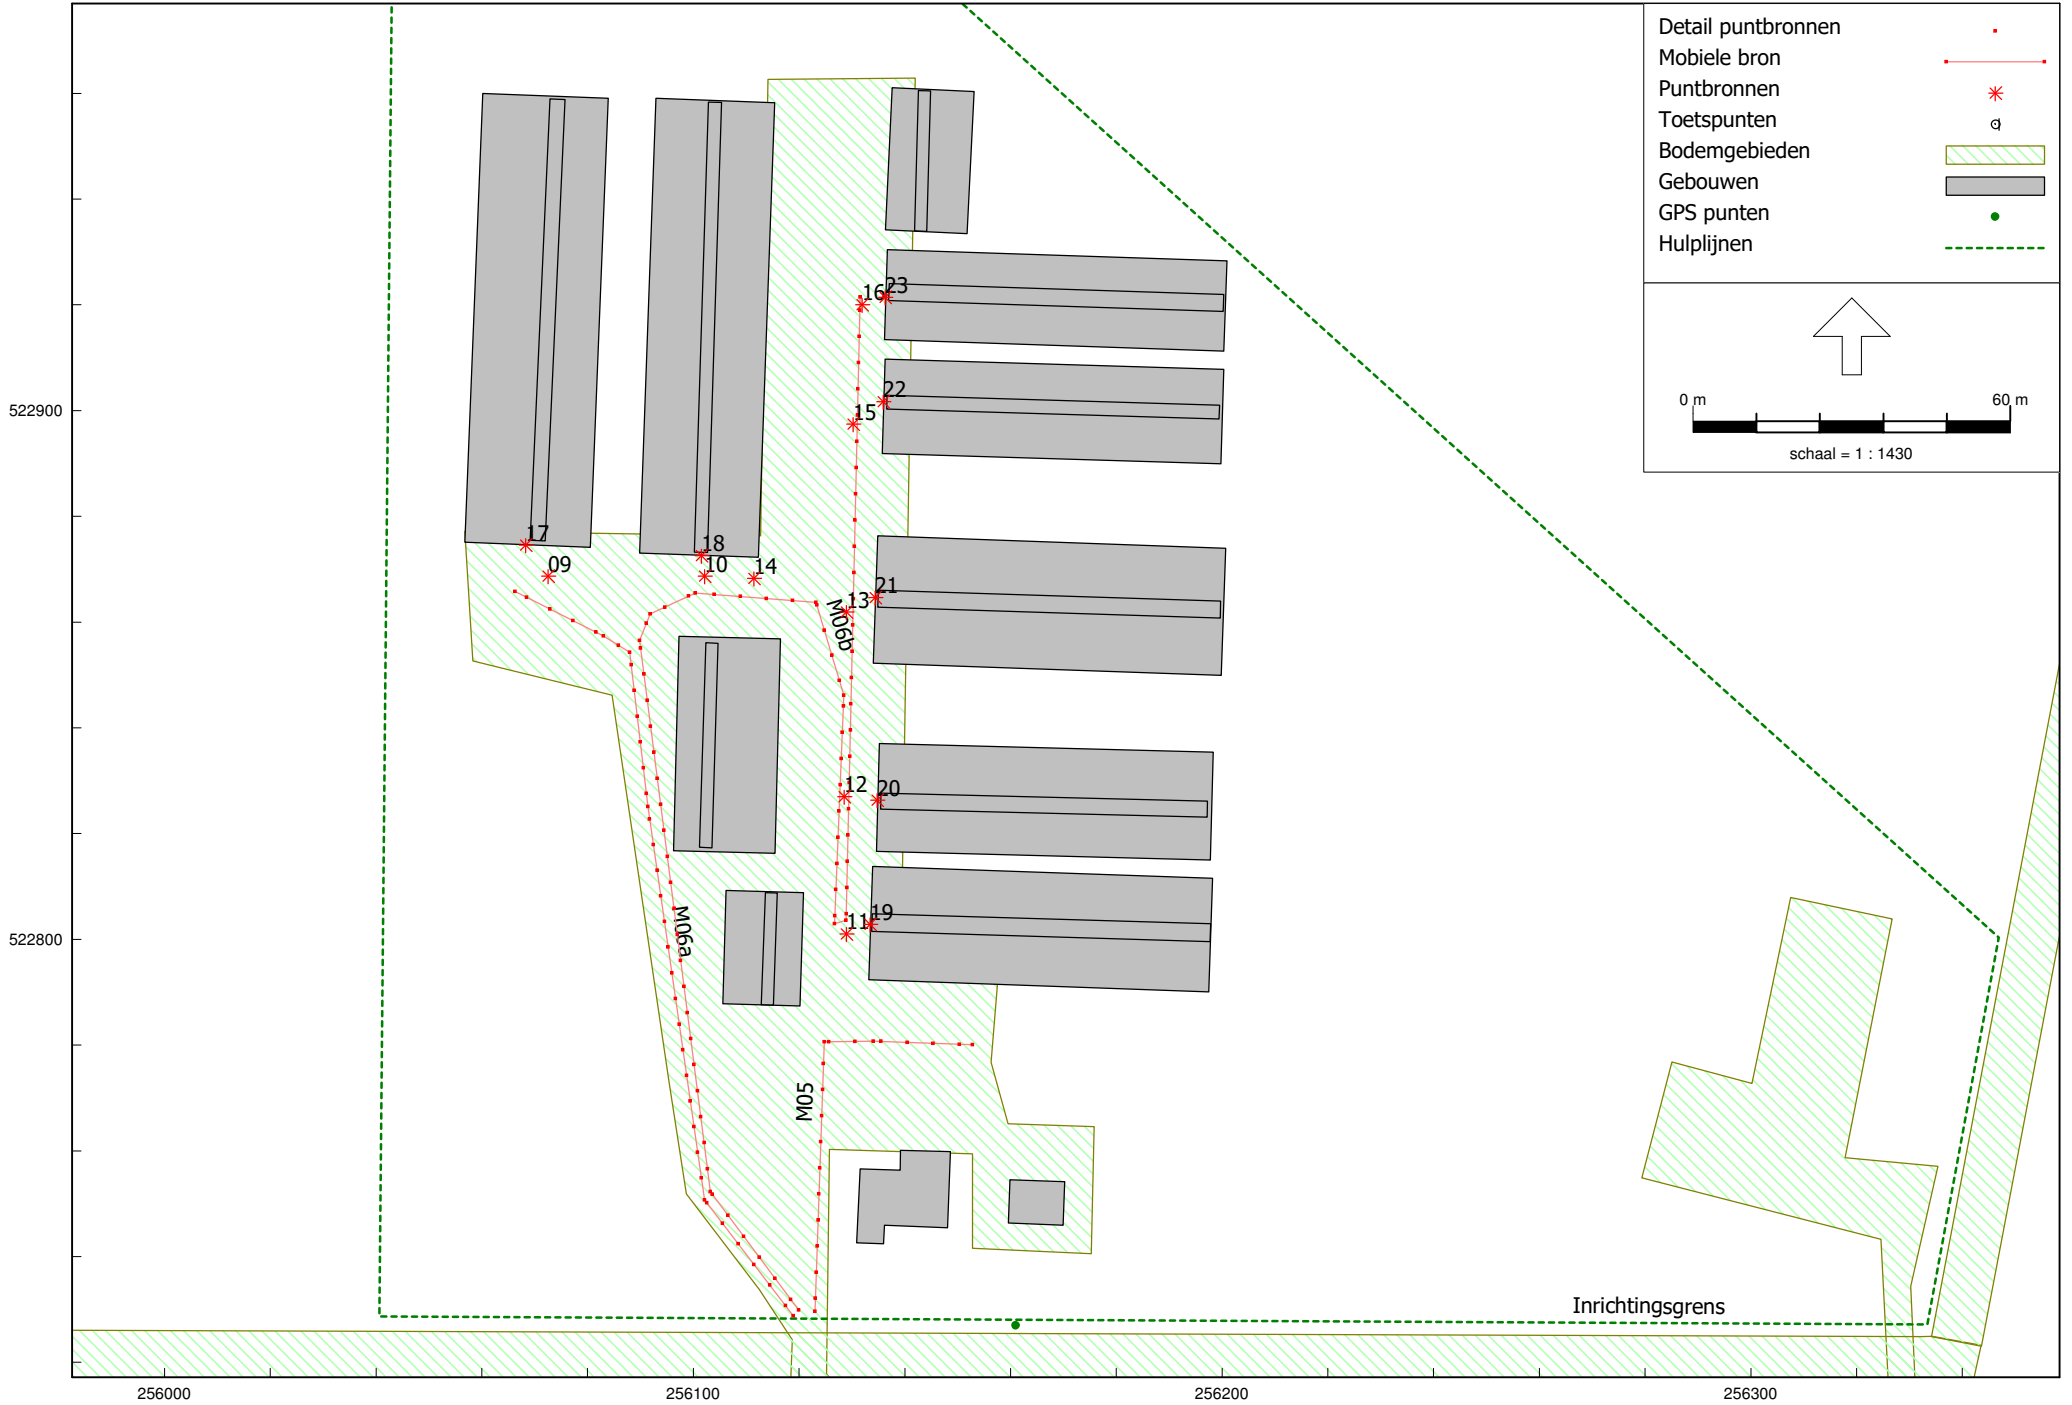 Detail puntbronnen
Mobiele bron
Puntbronnen
Toetspunten
Bodemgebieden
Gebouwen
GPS punten
Hulplijnen
0 m 60 m
schaal = 1 : 1430
16 23
22
15
522900
17
18
09
10
14
21
13
M06b
12
20
19
11
M06a
522800
M05
Inrichtingsgrens
256000 256100 256200 256300